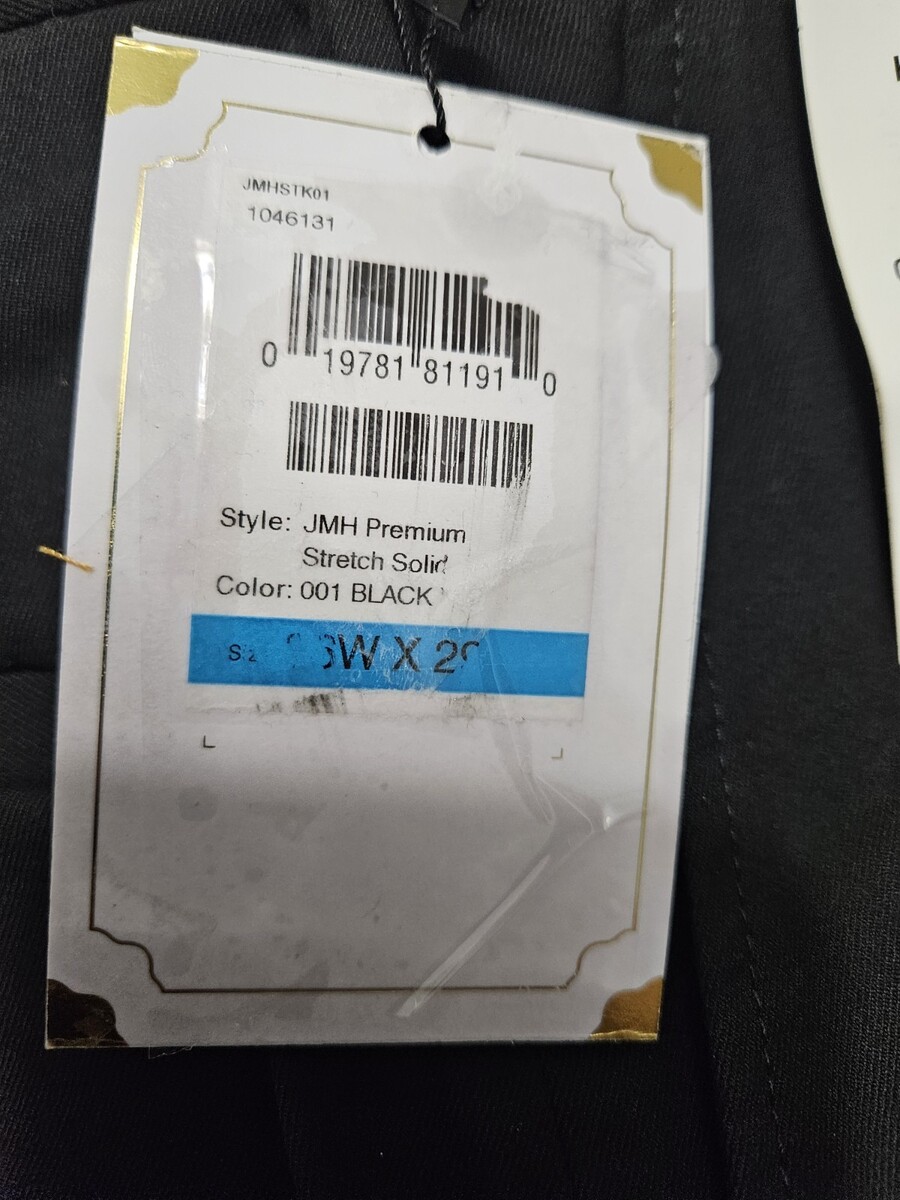 JMHSTK01
1046131
0 19781 81191 0
Style: JMH Premium
Stretch Solid
Color: 001 BLACK
X